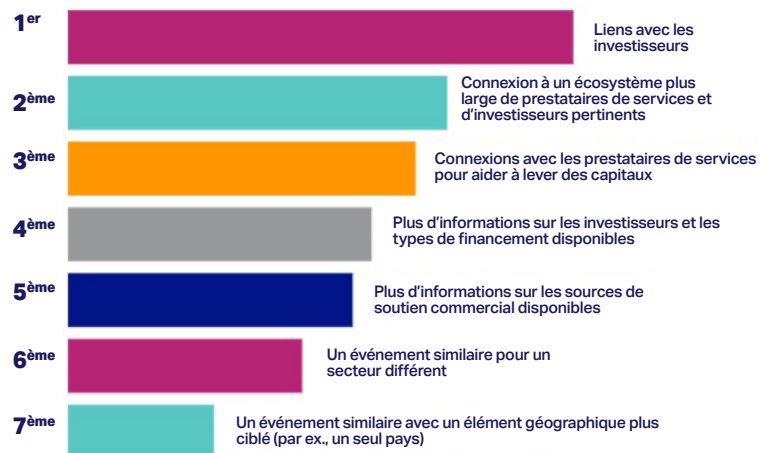 1er
Liens avec les
investisseurs
2ème
Connexion à un écosystème plus
large de prestataires de services et
d'investisseurs pertinents
3ème
Connexions avec les prestataires de services
pour aider à lever des capitaux
4ème
Plus d'informations sur les investisseurs et les
types de financement disponibles
5ème
Plus d'informations sur les sources de
soutien commercial disponibles
6ème
Un événement similaire pour un
secteur différent
7ème
Un événement similaire avec un élément géographique plus
ciblé (par ex., un seul pays)